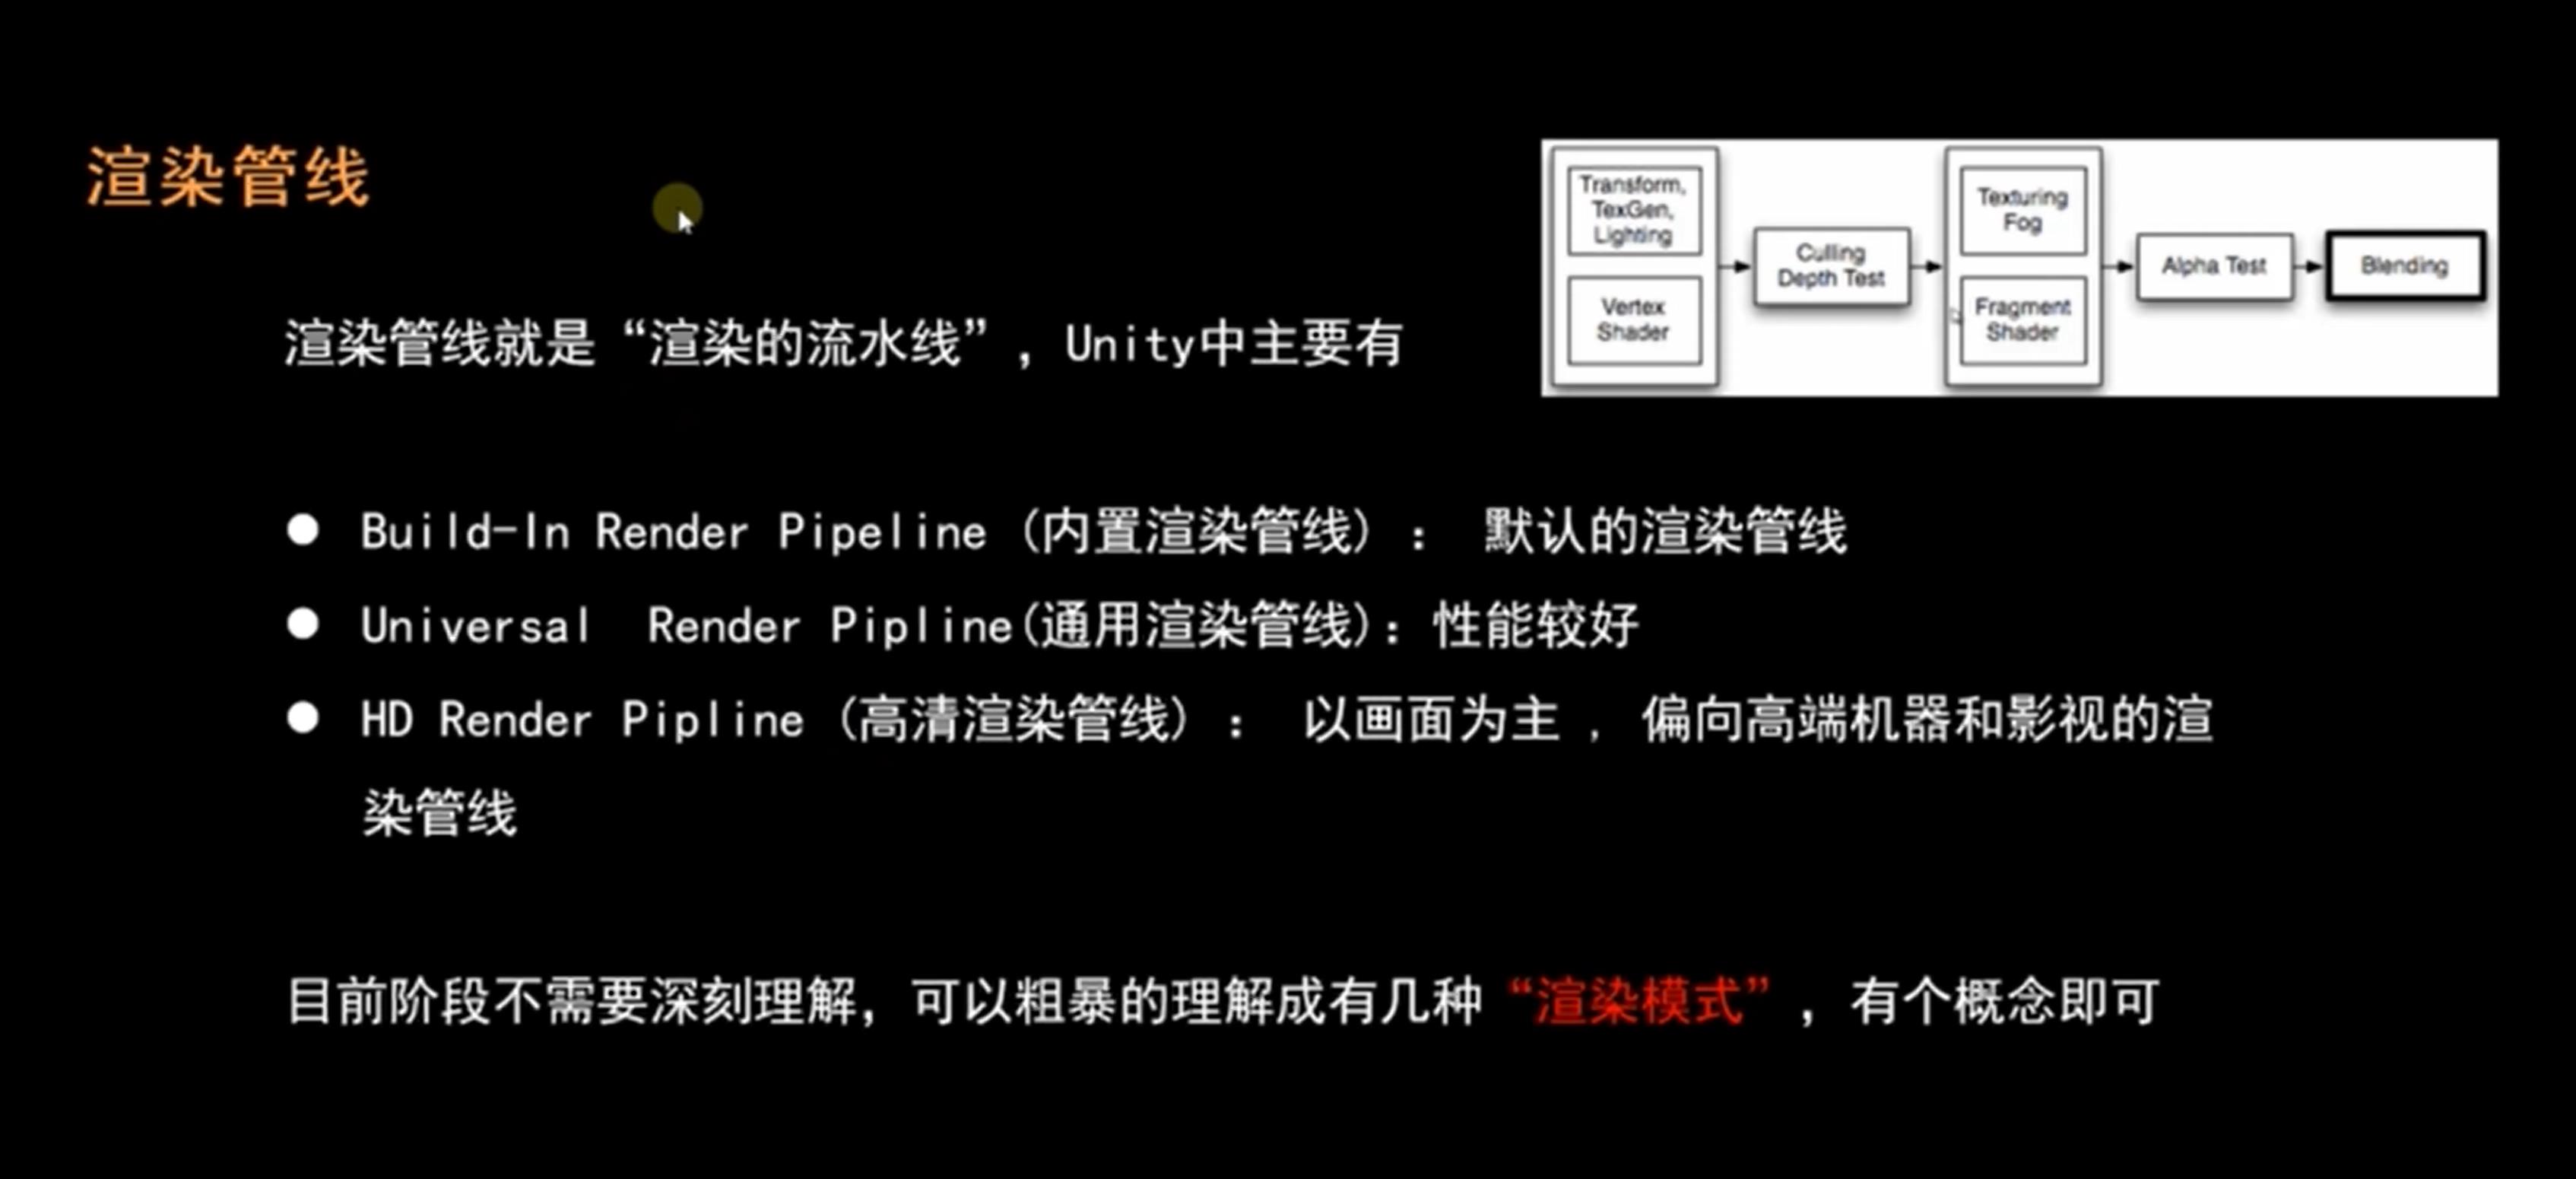 渲染管线
渲染管线就是“渲染的流水线”，Unity中主要有
Transform,
TexGen,
Lighting
Vertex
Shader
Culling
Depth Test
Texturing
Fog
Fragment
Shader
Alpha Test
Blending
● Build-In Render Pipeline (内置渲染管线) ： 默认的渲染管线
● Universal  Render Pipline(通用渲染管线)：性能较好
● HD Render Pipline (高清渲染管线) ： 以画面为主 ， 偏向高端机器和影视的渲
染管线
目前阶段不需要深刻理解，可以粗暴的理解成有几种“渲染模式”，有个概念即可